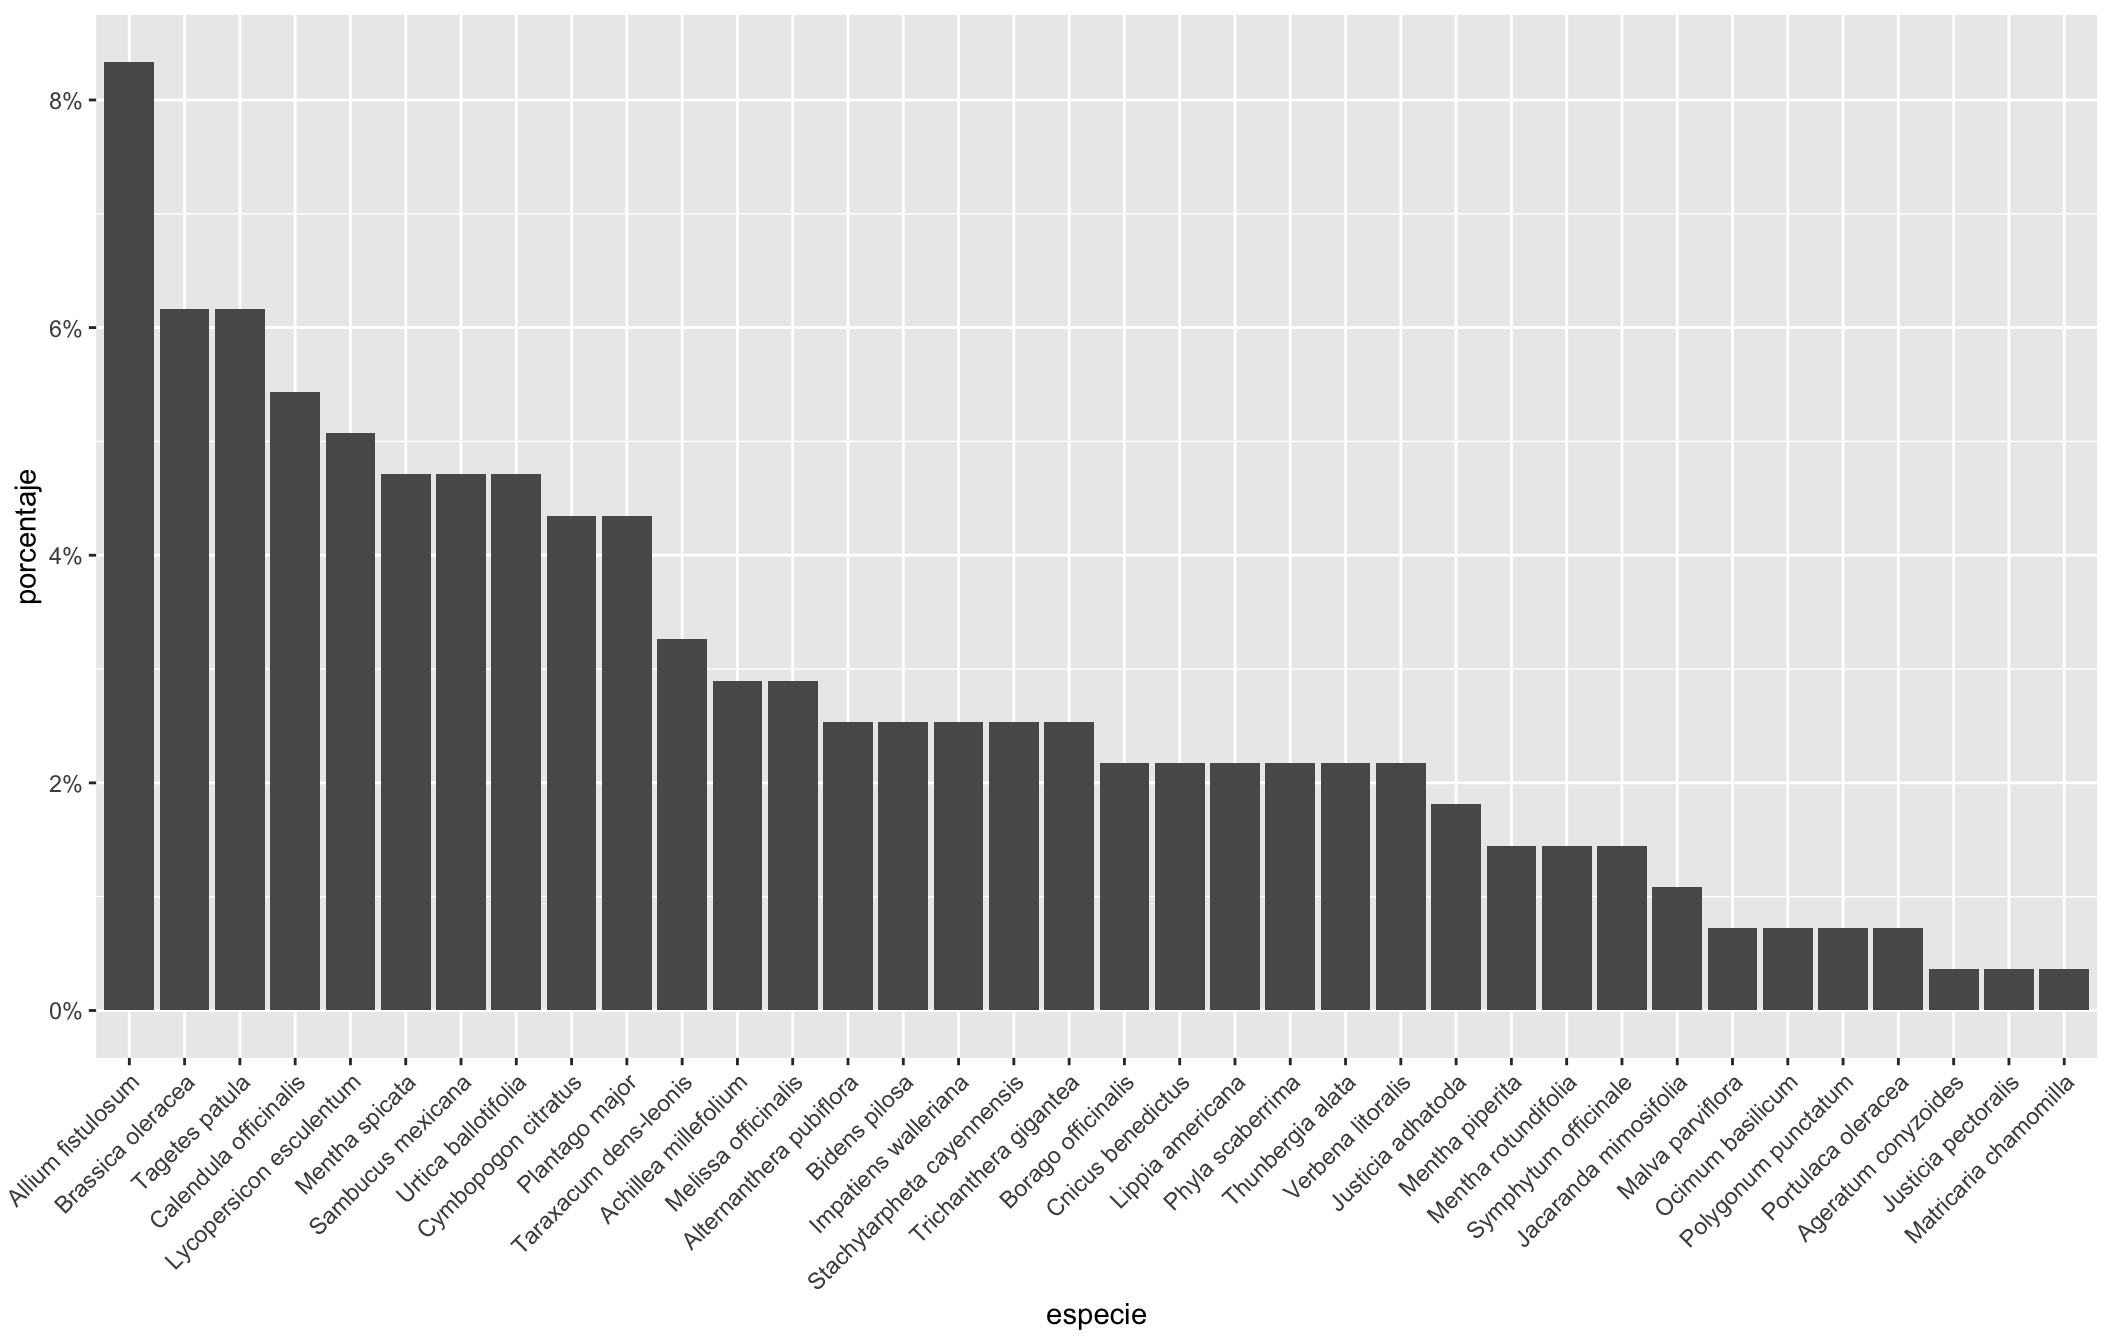 porcentaje
8%
6%
4%
2%
0%
Allium fistulosum
Brassica oleracea
Tagetes patula
Calendula officinalis
Lycopersicon esculentum
Mentha spicata
Sambucus mexicana
Urtica ballotifolia
Cymbopogon citratus
Plantago major
Taraxacum dens-leonis
Achillea millefolium
Melissa officinalis
Alternanthera pubiflora
Bidens pilosa
Impatiens walleriana
Stachytarpheta cayennensis
Trichanthera gigantea
Borago officinalis
Cnicus benedictus
Lippia americana
Phyla scaberrima
Thunbergia alata
Verbena litoralis
Justicia adhatoda
Mentha piperita
Mentha rotundifolia
Symphytum officinale
Jacaranda mimosifolia
Malva parviflora
Ocimum basilicum
Polygonum punctatum
Portulaca oleracea
Ageratum conyzoides
Justicia pectoralis
Matricaria chamomilla
especie